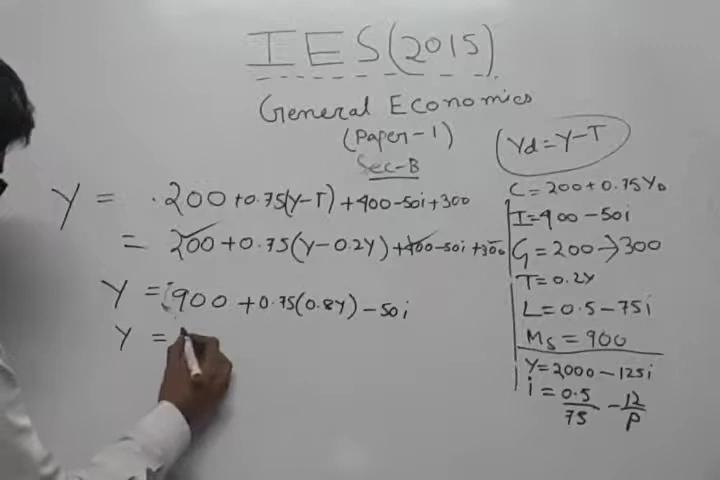 IES(2015)
General Economics
(Paper-1)
Sec-B
Y = 200 + 0.75(Y-T) + 400 - 50i + 300
= 200 + 0.75(Y-0.2Y) + 400 - 50i + 300
Y = 900 + 0.75(0.8Y) - 50i
Y =
Yd = Y-T
C = 200 + 0.75YD
I = 900 - 50i
G = 200 → 300
T = 0.2Y
L = 0.5 - 75i
Ms = 900
Y = 2000 - 125i
i = 0.5/75 - 12/P